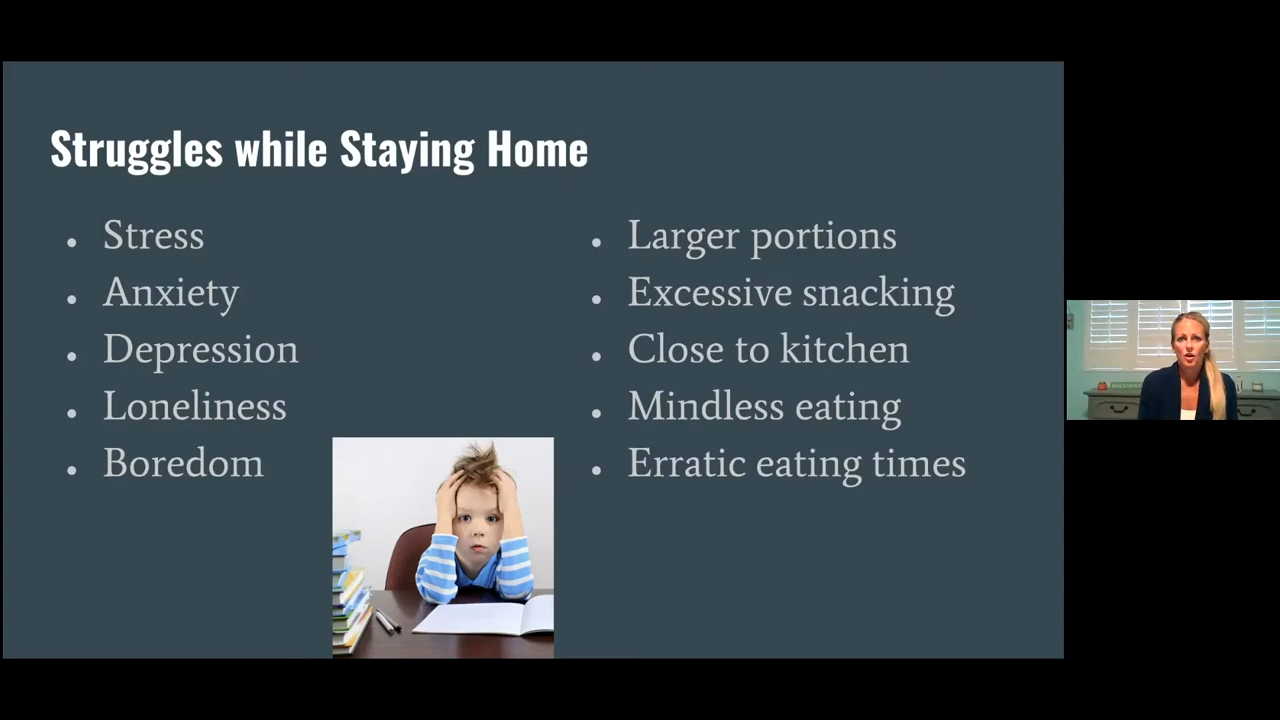 Struggles while Staying Home
Stress
Anxiety
Depression
Loneliness
Boredom
Larger portions
Excessive snacking
Close to kitchen
Mindless eating
Erratic eating times